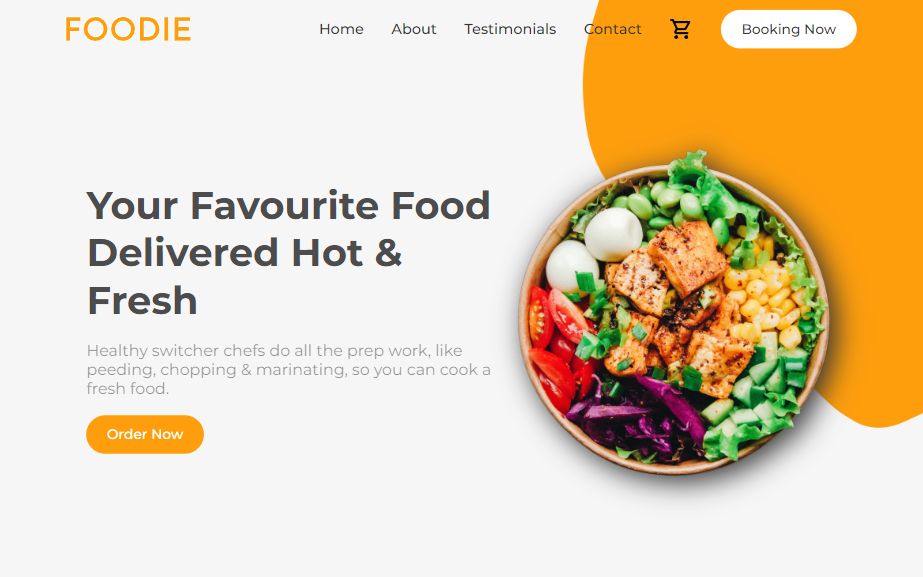 FOODIE
Home
About
Testimonials
Contact
Booking Now
Your Favourite Food
Delivered Hot &
Fresh
Healthy switcher chefs do all the prep work, like
peeding, chopping & marinating, so you can cook a
fresh food.
Order Now